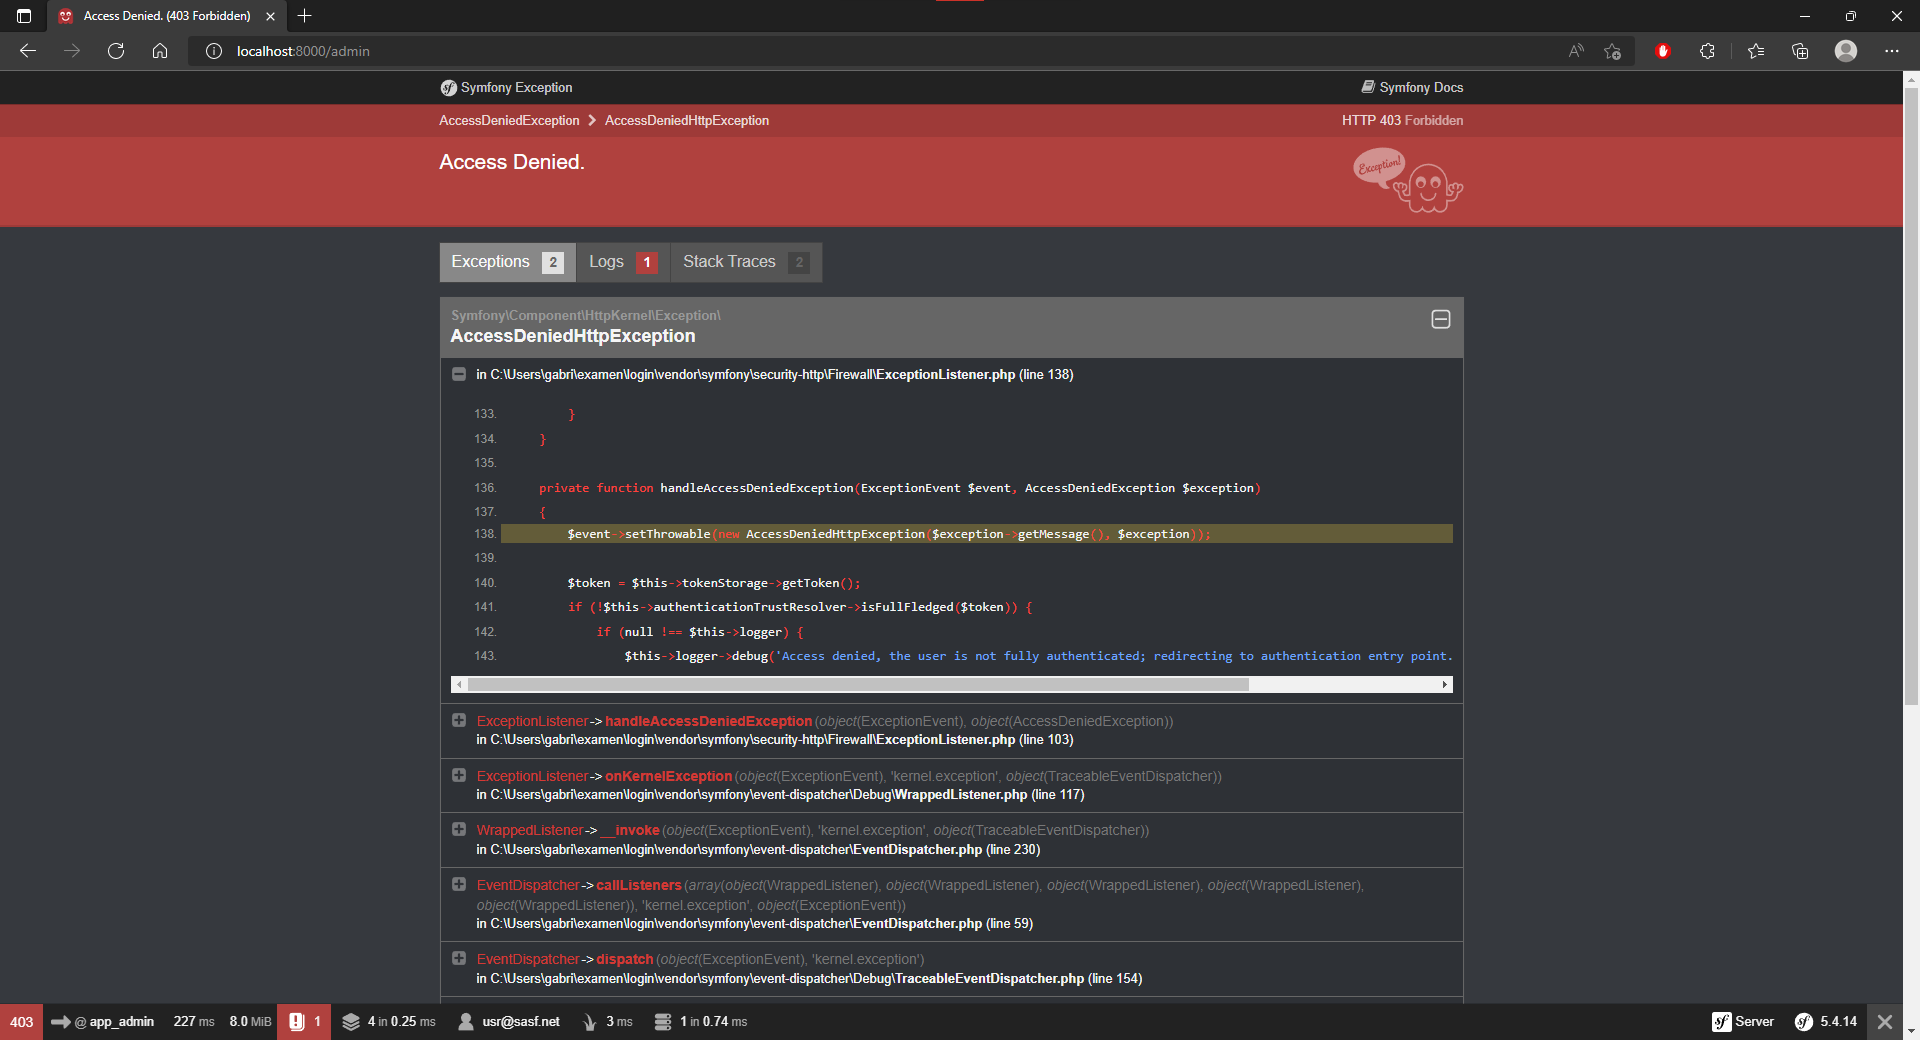 Access Denied. (403 Forbidden)
localhost:8000/admin
Symfony Exception
Symfony Docs
AccessDeniedException > AccessDeniedHttpException
HTTP 403 Forbidden
Access Denied.
Exception!
Exceptions 2 Logs 1 Stack Traces 2
Symfony\Component\HttpKernel\Exception\
AccessDeniedHttpException
in C:\Users\gabri\examen\login\vendor\symfony\security-http\Firewall\ExceptionListener.php (line 138)
133. }
134. }
135.
136. private function handleAccessDeniedException(ExceptionEvent $event, AccessDeniedException $exception)
137. {
138. $event->setThrowable(new AccessDeniedHttpException($exception->getMessage(), $exception));
139.
140. $token = $this->tokenStorage->getToken();
141. if (!$this->authenticationTrustResolver->isFullFledged($token)) {
142. if (null !== $this->logger) {
143. $this->logger->debug('Access denied, the user is not fully authenticated; redirecting to authentication entry point.
ExceptionListener->handleAccessDeniedException(object(ExceptionEvent), object(AccessDeniedException))
in C:\Users\gabri\examen\login\vendor\symfony\security-http\Firewall\ExceptionListener.php (line 103)
ExceptionListener->onKernelException(object(ExceptionEvent), 'kernel.exception', object(TraceableEventDispatcher))
in C:\Users\gabri\examen\login\vendor\symfony\event-dispatcher\Debug\WrappedListener.php (line 117)
WrappedListener->__invoke(object(ExceptionEvent), 'kernel.exception', object(TraceableEventDispatcher))
in C:\Users\gabri\examen\login\vendor\symfony\event-dispatcher\EventDispatcher.php (line 230)
EventDispatcher->callListeners(array(object(WrappedListener), object(WrappedListener), object(WrappedListener), object(WrappedListener),
object(WrappedListener)), 'kernel.exception', object(ExceptionEvent))
in C:\Users\gabri\examen\login\vendor\symfony\event-dispatcher\EventDispatcher.php (line 59)
EventDispatcher->dispatch(object(ExceptionEvent), 'kernel.exception')
in C:\Users\gabri\examen\login\vendor\symfony\event-dispatcher\Debug\TraceableEventDispatcher.php (line 154)
403 @ app_admin 227 ms 8.0 MiB 1 4 in 0.25 ms usr@sasf.net 3 ms 1 in 0.74 ms Server 5.4.14